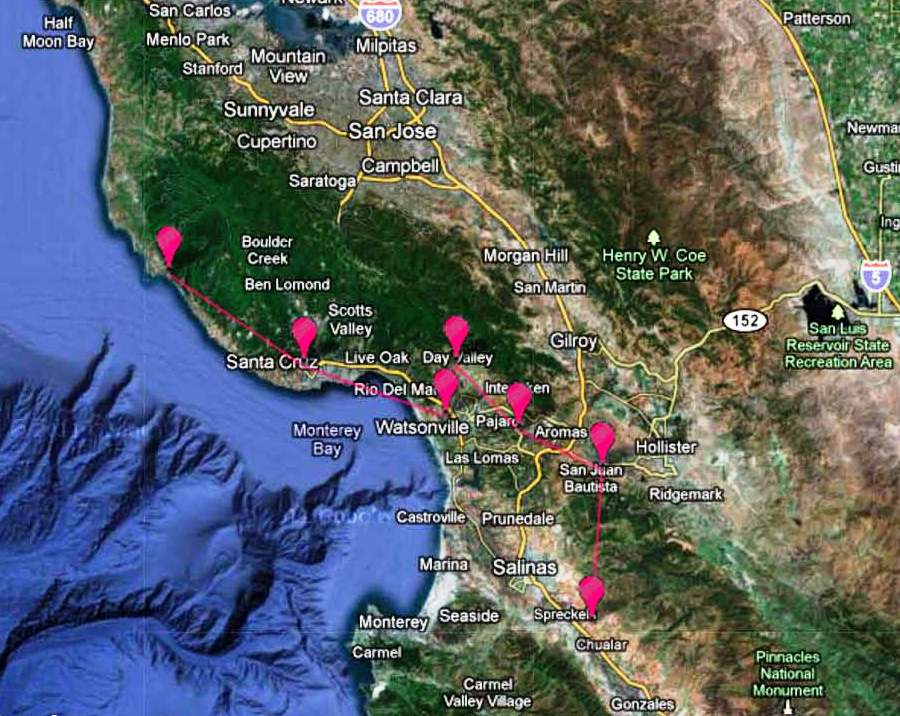 San Carlos
Half
Moon Bay
680
Patterson
Menlo Park
Milpitas
Mountain
View
Stanford
Santa Clara
Sunnyvale
San Jose
Cupertino
Campbell
Saratoga
Boulder
Creek
Morgan Hill
Henry W. Coe
State Park
5
Ben Lomond
San Martin
Scotts
Valley
152
San Luis
Reservoir State
Recreation Area
Gilroy
Santa Cruz
Live Oak
Day Valley
Rio Del Mar
Watsonville
Aromas
Monterey
Bay
Hollister
Las Lomas
San Juan
Bautista
Ridgemark
Castroville
Prunedale
Marina
Salinas
Seaside
Monterey
Carmel
Chualar
Pinnacles
National
Monument
Carmel
Valley Village
Gonzales